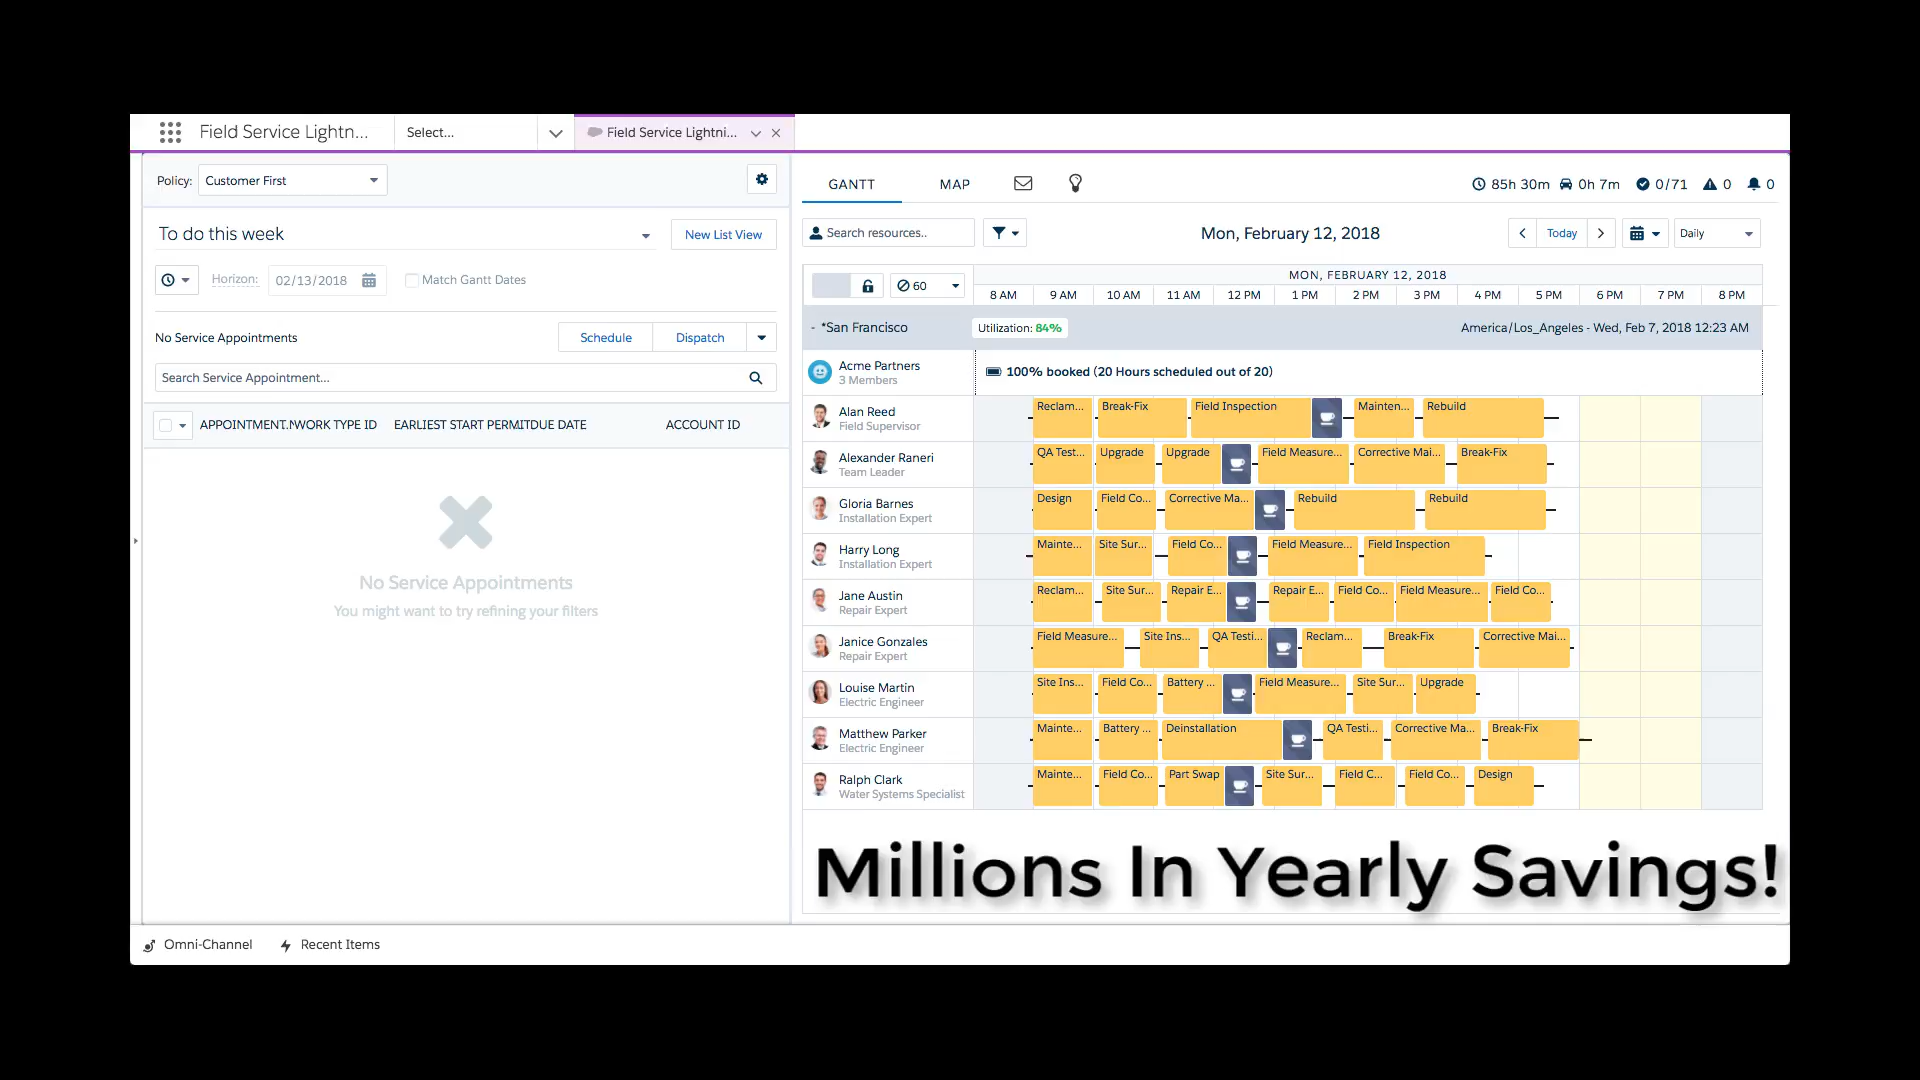 Field Service Lightn...
Select...
Field Service Lightni...
Policy:
Customer First
To do this week
New List View
Horizon:
02/13/2018
Match Gantt Dates
No Service Appointments
Schedule
Dispatch
Search Service Appointment...
APPOINTMENT.NWORK TYPE ID
EARLIEST START PERMITDUE DATE
ACCOUNT ID
No Service Appointments
You might want to try refining your filters
GANTT
MAP
85h 30m
0h 7m
0/71
0
0
Search resources..
Mon, February 12, 2018
Today
Daily
60
MON, FEBRUARY 12, 2018
8 AM 9 AM 10 AM 11 AM 12 PM 1 PM 2 PM 3 PM 4 PM 5 PM 6 PM 7 PM 8 PM
- *San Francisco
Utilization: 84%
America/Los_Angeles - Wed, Feb 7, 2018 12:23 AM
Acme Partners
3 Members
100% booked (20 Hours scheduled out of 20)
Alan Reed
Field Supervisor
Reclam... Break-Fix Field Inspection Mainten... Rebuild
Alexander Raneri
Team Leader
QA Test... Upgrade Upgrade Field Measure... Corrective Mai... Break-Fix
Gloria Barnes
Installation Expert
Design Field Co... Corrective Ma... Rebuild Rebuild
Harry Long
Installation Expert
Mainte... Site Sur... Field Co... Field Measure... Field Inspection
Jane Austin
Repair Expert
Reclam... Site Sur... Repair E... Repair E... Field Co... Field Measure... Field Co...
Janice Gonzales
Repair Expert
Field Measure... Site Ins... QA Testi... Reclam... Break-Fix Corrective Mai...
Louise Martin
Electric Engineer
Site Ins... Field Co... Battery ... Field Measure... Site Sur... Upgrade
Matthew Parker
Electric Engineer
Mainte... Battery ... Deinstallation QA Testi... Corrective Ma... Break-Fix
Ralph Clark
Water Systems Specialist
Mainte... Field Co... Part Swap Site Sur... Field C... Field Co... Design
Millions In Yearly Savings!
Omni-Channel
Recent Items